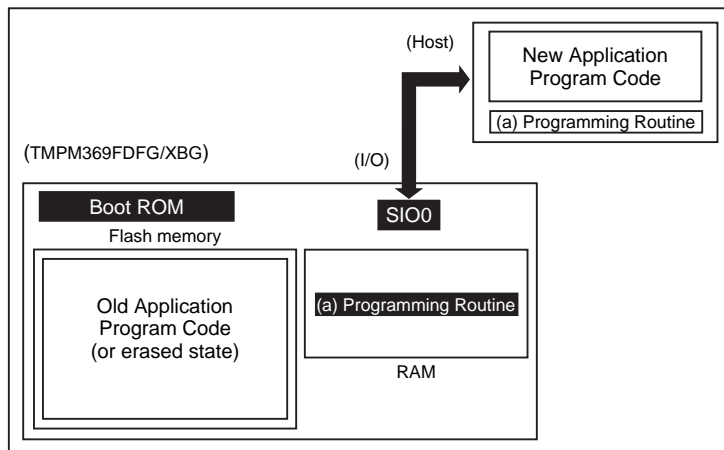 (Host)
New Application
Program Code
(a) Programming Routine
(TMPM369FDFG/XBG)
(I/O)
Boot ROM
SIO0
Flash memory
Old Application
Program Code
(or erased state)
(a) Programming Routine
RAM